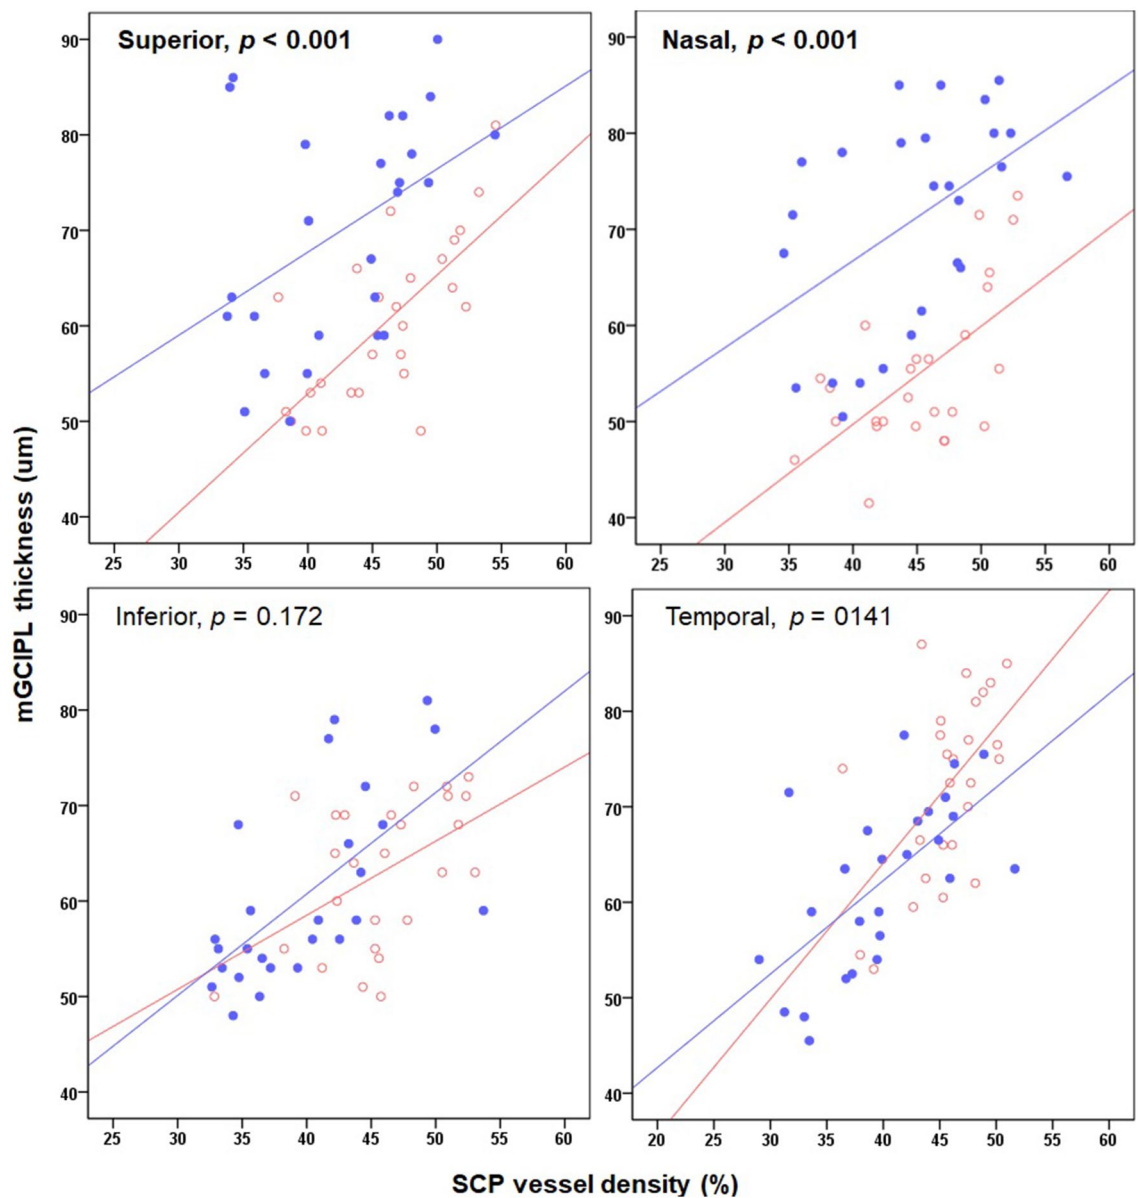 Superior, p < 0.001
90
80
70
60
50
40
25 30 35 40 45 50 55 60
Nasal, p < 0.001
90
80
70
60
50
40
25 30 35 40 45 50 55 60
mGCIPL thickness (um)
Inferior, p = 0.172
90
80
70
60
50
40
25 30 35 40 45 50 55 60
Temporal, p = 0141
90
80
70
60
50
40
20 25 30 35 40 45 50 55 60
SCP vessel density (%)